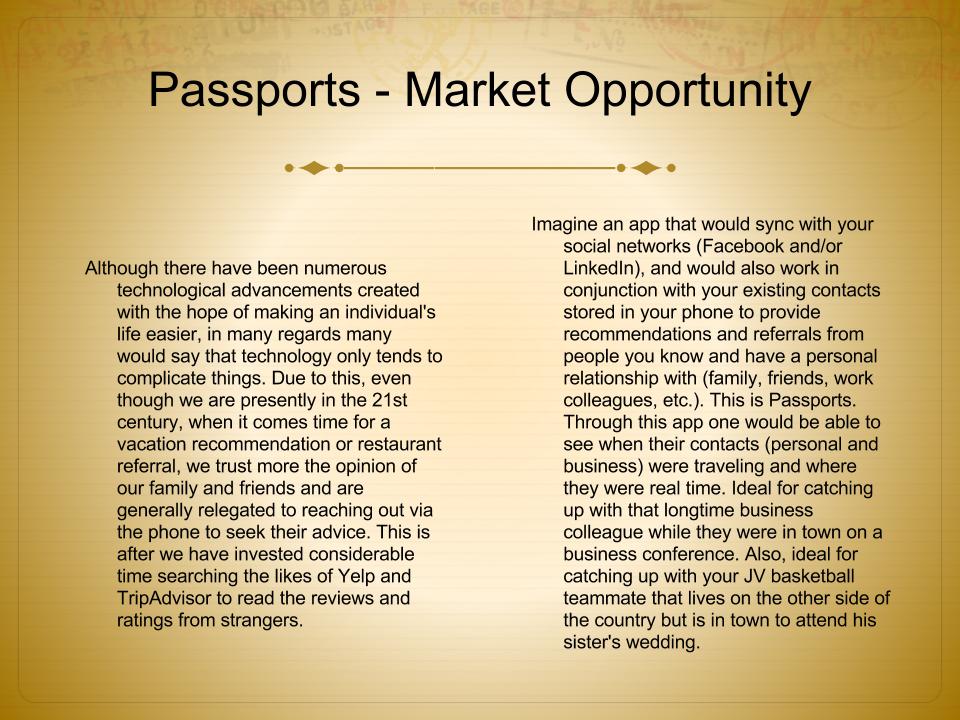 POSTAGE
POSTAGE
Passports - Market Opportunity
Although there have been numerous
technological advancements created
with the hope of making an individual's
life easier, in many regards many
would say that technology only tends to
complicate things. Due to this, even
though we are presently in the 21st
century, when it comes time for a
vacation recommendation or restaurant
referral, we trust more the opinion of
our family and friends and are
generally relegated to reaching out via
the phone to seek their advice. This is
after we have invested considerable
time searching the likes of Yelp and
TripAdvisor to read the reviews and
ratings from strangers.
Imagine an app that would sync with your
social networks (Facebook and/or
LinkedIn), and would also work in
conjunction with your existing contacts
stored in your phone to provide
recommendations and referrals from
people you know and have a personal
relationship with (family, friends, work
colleagues, etc.). This is Passports.
Through this app one would be able to
see when their contacts (personal and
business) were traveling and where
they were real time. Ideal for catching
up with that longtime business
colleague while they were in town on a
business conference. Also, ideal for
catching up with your JV basketball
teammate that lives on the other side of
the country but is in town to attend his
sister's wedding.